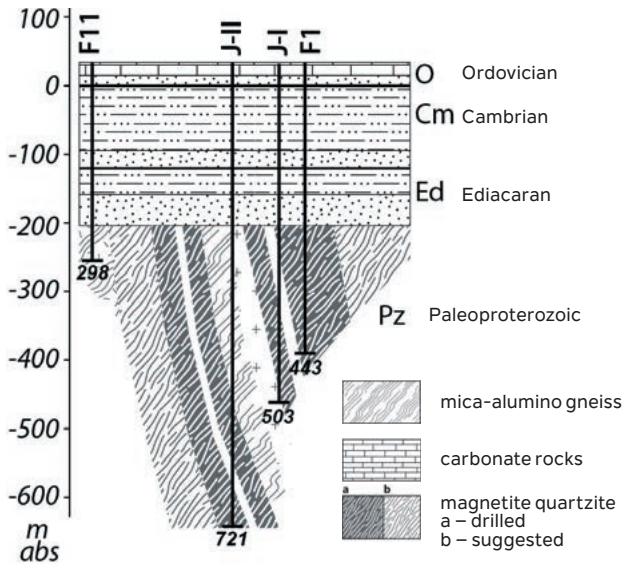 100
0
-100
-200
-300
-400
-500
-600
m
abs
F11
J-II
J-I
F1
O Ordovician
Cm Cambrian
Ed Ediacaran
Pz Paleoproterozoic
298
443
503
721
mica-alumino gneiss
carbonate rocks
a b
magnetite quartzite
a – drilled
b – suggested